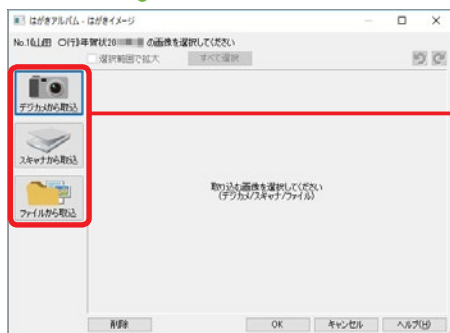 はがきアルバム - はがきイメージ
No.16(山田 〇行)年賀状20 の画像を選択してください
選択範囲で拡大
すべて選択
デジカメから取込
スキャナから取込
ファイルから取込
取り込む画像を選択してください
(デジカメ/スキャナ/ファイル)
削除
OK
キャンセル
ヘルプ(H)